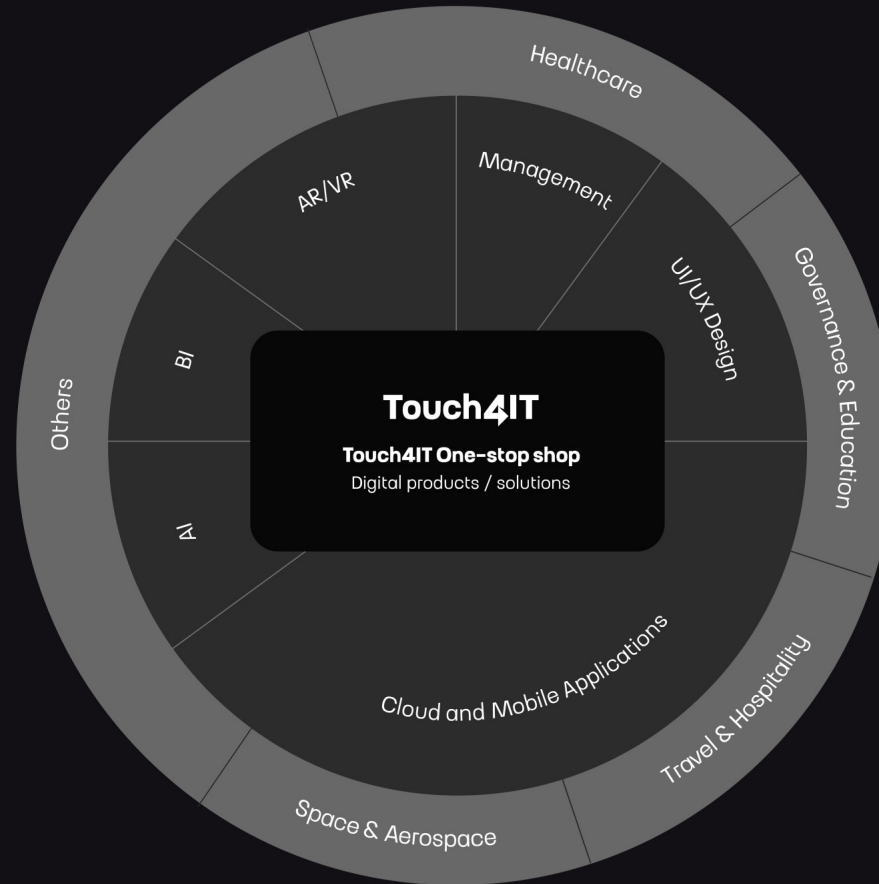 Healthcare
Management
AR/VR
UI/UX Design
Governance & Education
BI
Others
Touch4IT
Touch4IT One-stop shop
Digital products / solutions
AI
Cloud and Mobile Applications
Travel & Hospitality
Space & Aerospace